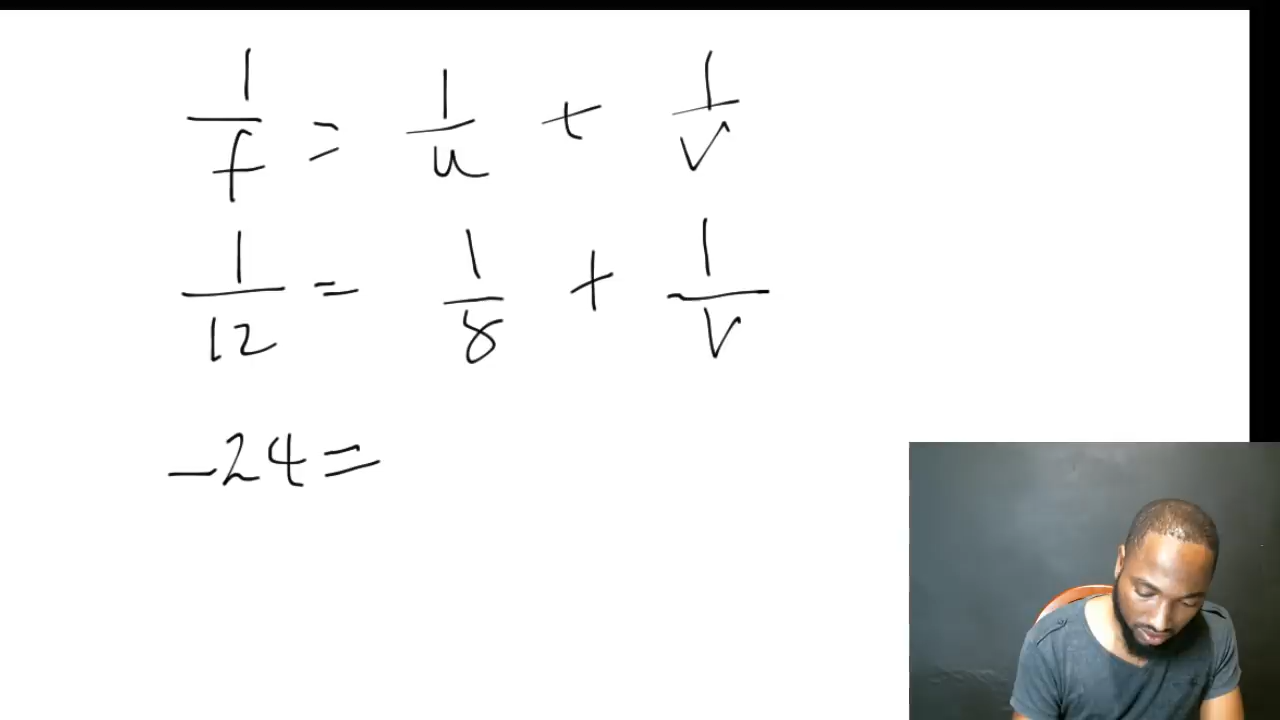 1/f = 1/u + 1/v
1/12 = 1/8 + 1/v
-24 =